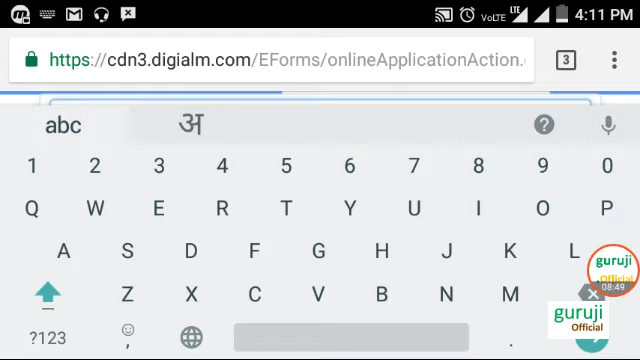 VoLTE LTE 4:11 PM
https://cdn3.digialm.com/EForms/onlineApplicationAction. 3
abc अ ?
1 2 3 4 5 6 7 8 9 0
Q W E R T Y U I O P
A S D F G H J K L
guruji
Official
08:49
Z X C V B N M
guruji
Official
?123 , .